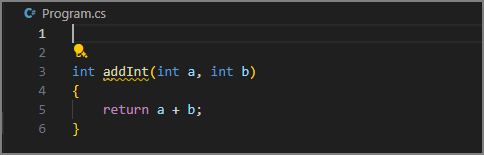 C# Program.cs
1
2
3 int addInt(int a, int b)
4 {
5 return a + b;
6 }